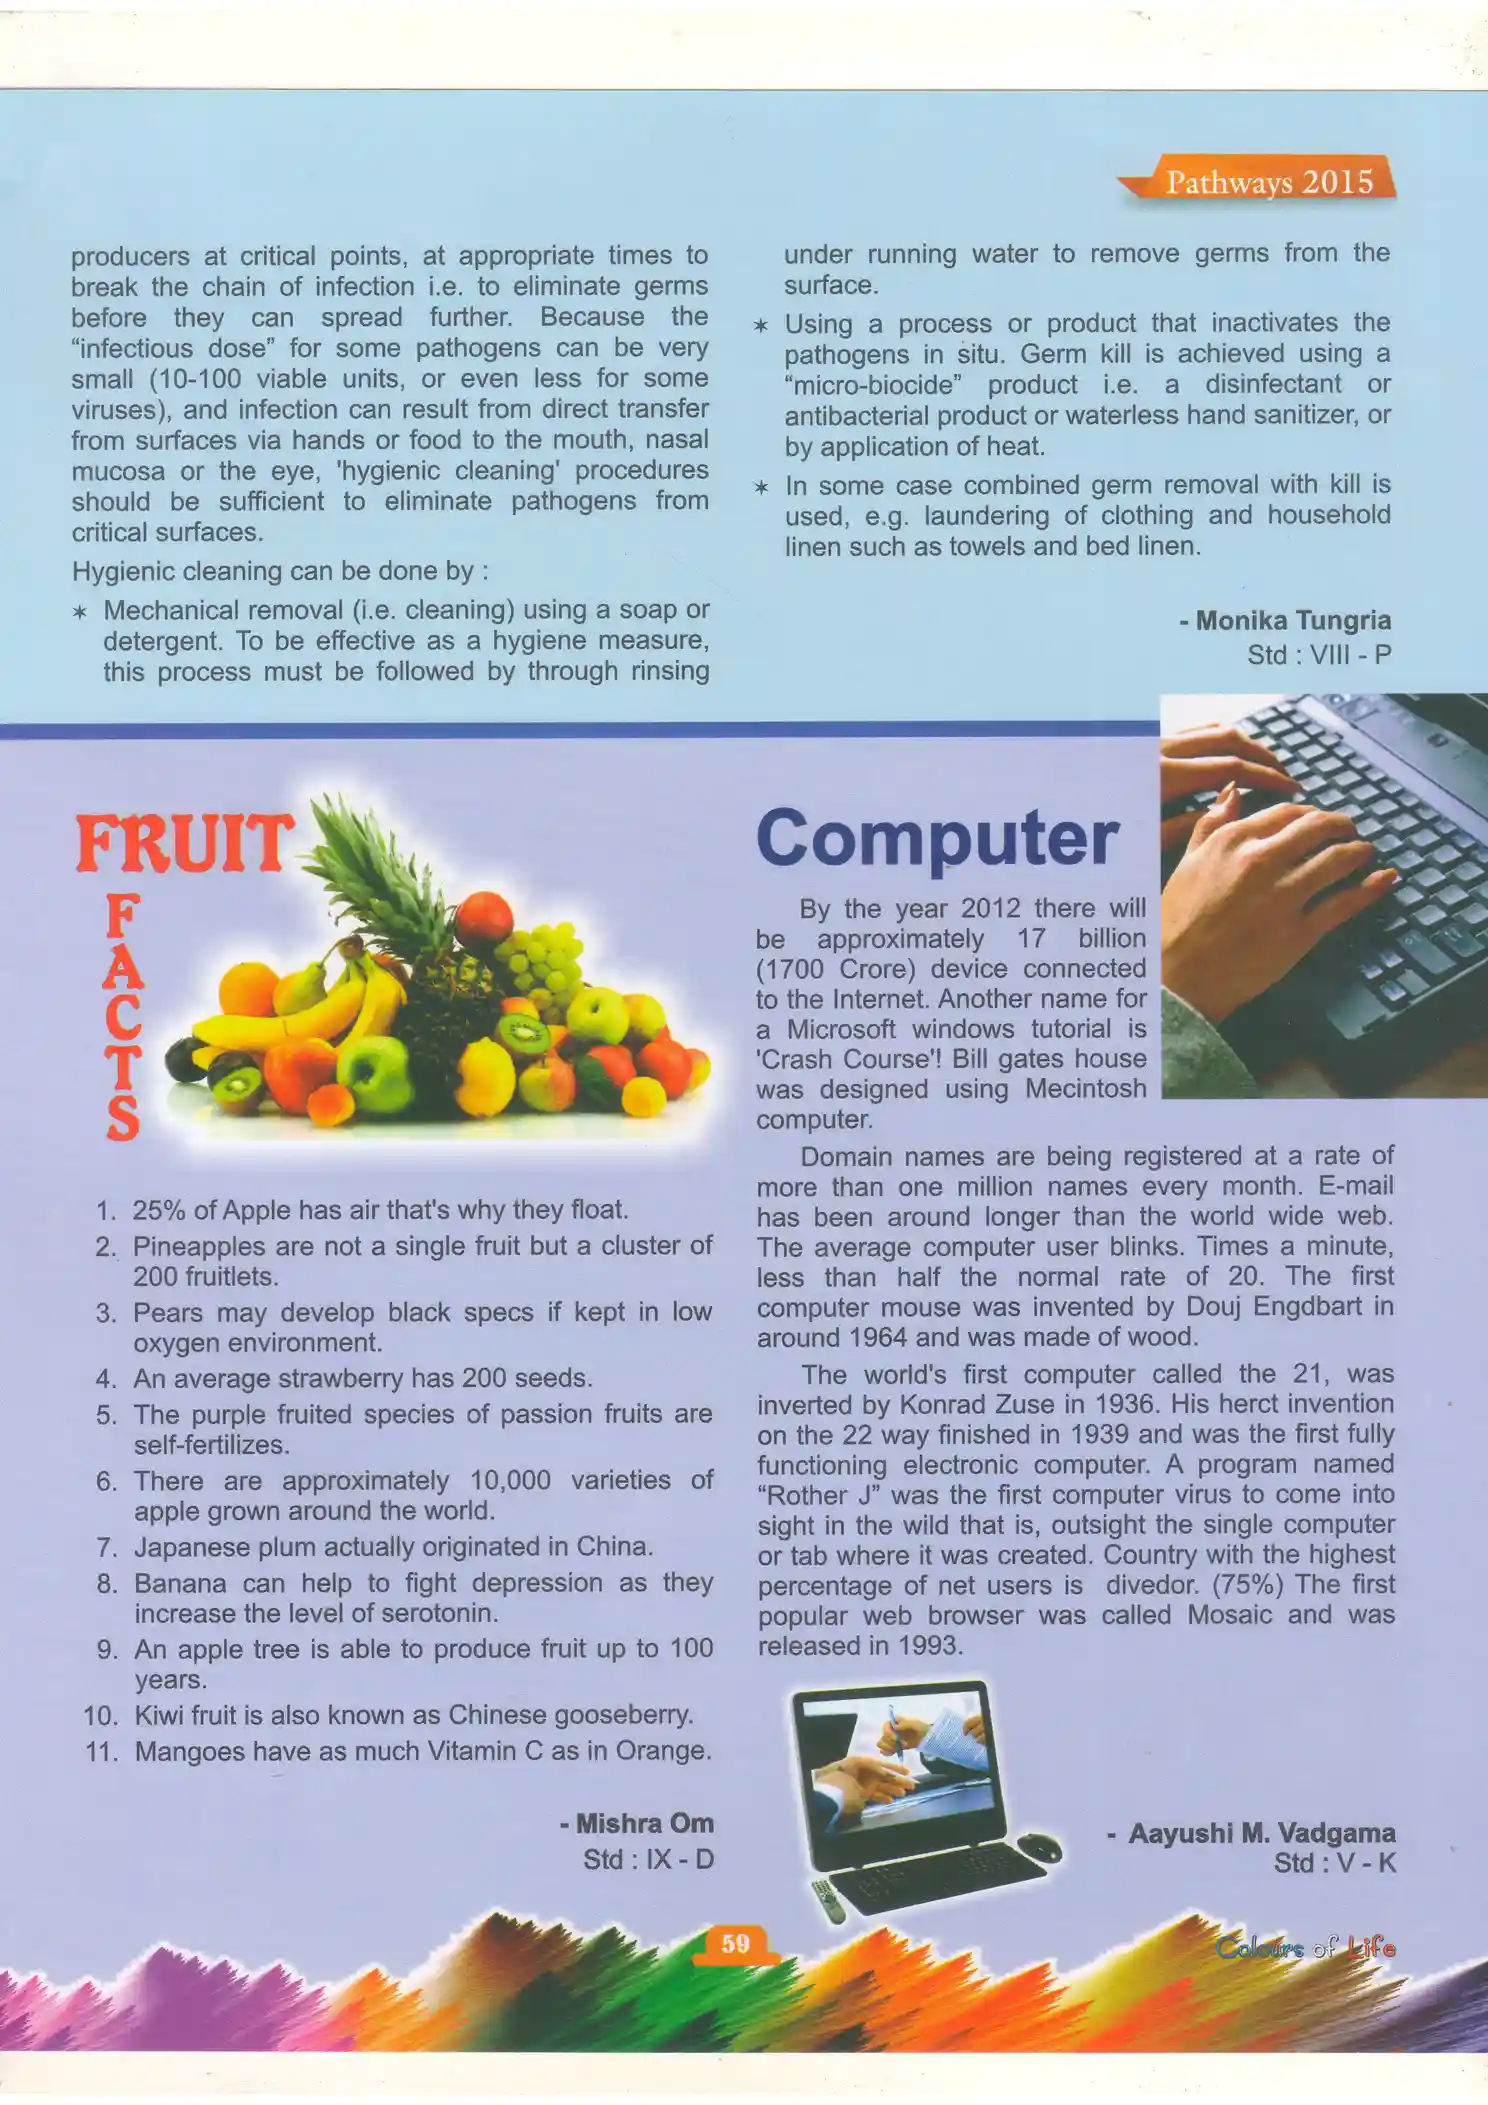 Pathways 2015
producers at critical points, at appropriate times to
break the chain of infection i.e. to eliminate germs
before they can spread further. Because the
“infectious dose” for some pathogens can be very
small (10-100 viable units, or even less for some
viruses), and infection can result from direct transfer
from surfaces via hands or food to the mouth, nasal
mucosa or the eye, 'hygienic cleaning' procedures
should be sufficient to eliminate pathogens from
critical surfaces.
Hygienic cleaning can be done by :
✶ Mechanical removal (i.e. cleaning) using a soap or
detergent. To be effective as a hygiene measure,
this process must be followed by through rinsing
under running water to remove germs from the
surface.
✶ Using a process or product that inactivates the
pathogens in situ. Germ kill is achieved using a
“micro-biocide” product i.e. a disinfectant or
antibacterial product or waterless hand sanitizer, or
by application of heat.
✶ In some case combined germ removal with kill is
used, e.g. laundering of clothing and household
linen such as towels and bed linen.
- Monika Tungria
Std : VIII - P
FRUIT
FACTS
1. 25% of Apple has air that's why they float.
2. Pineapples are not a single fruit but a cluster of
200 fruitlets.
3. Pears may develop black specs if kept in low
oxygen environment.
4. An average strawberry has 200 seeds.
5. The purple fruited species of passion fruits are
self-fertilizes.
6. There are approximately 10,000 varieties of
apple grown around the world.
7. Japanese plum actually originated in China.
8. Banana can help to fight depression as they
increase the level of serotonin.
9. An apple tree is able to produce fruit up to 100
years.
10. Kiwi fruit is also known as Chinese gooseberry.
11. Mangoes have as much Vitamin C as in Orange.
- Mishra Om
Std : IX - D
Computer
By the year 2012 there will
be approximately 17 billion
(1700 Crore) device connected
to the Internet. Another name for
a Microsoft windows tutorial is
'Crash Course'! Bill gates house
was designed using Mecintosh
computer.
Domain names are being registered at a rate of
more than one million names every month. E-mail
has been around longer than the world wide web.
The average computer user blinks. Times a minute,
less than half the normal rate of 20. The first
computer mouse was invented by Douj Engdbart in
around 1964 and was made of wood.
The world's first computer called the 21, was
inverted by Konrad Zuse in 1936. His herct invention
on the 22 way finished in 1939 and was the first fully
functioning electronic computer. A program named
“Rother J” was the first computer virus to come into
sight in the wild that is, outsight the single computer
or tab where it was created. Country with the highest
percentage of net users is divedor. (75%) The first
popular web browser was called Mosaic and was
released in 1993.
- Aayushi M. Vadgama
Std : V - K
59
Colours of Life